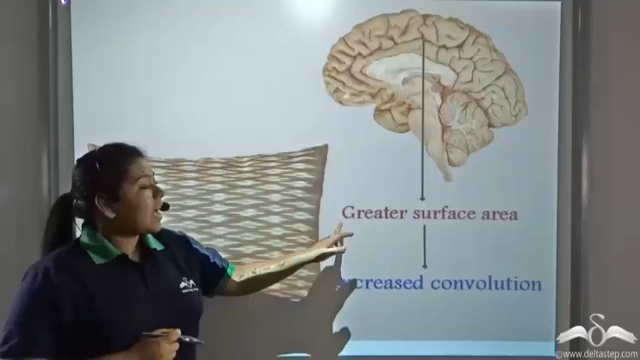 Greater surface area
creased convolution
©www.deltastep.com